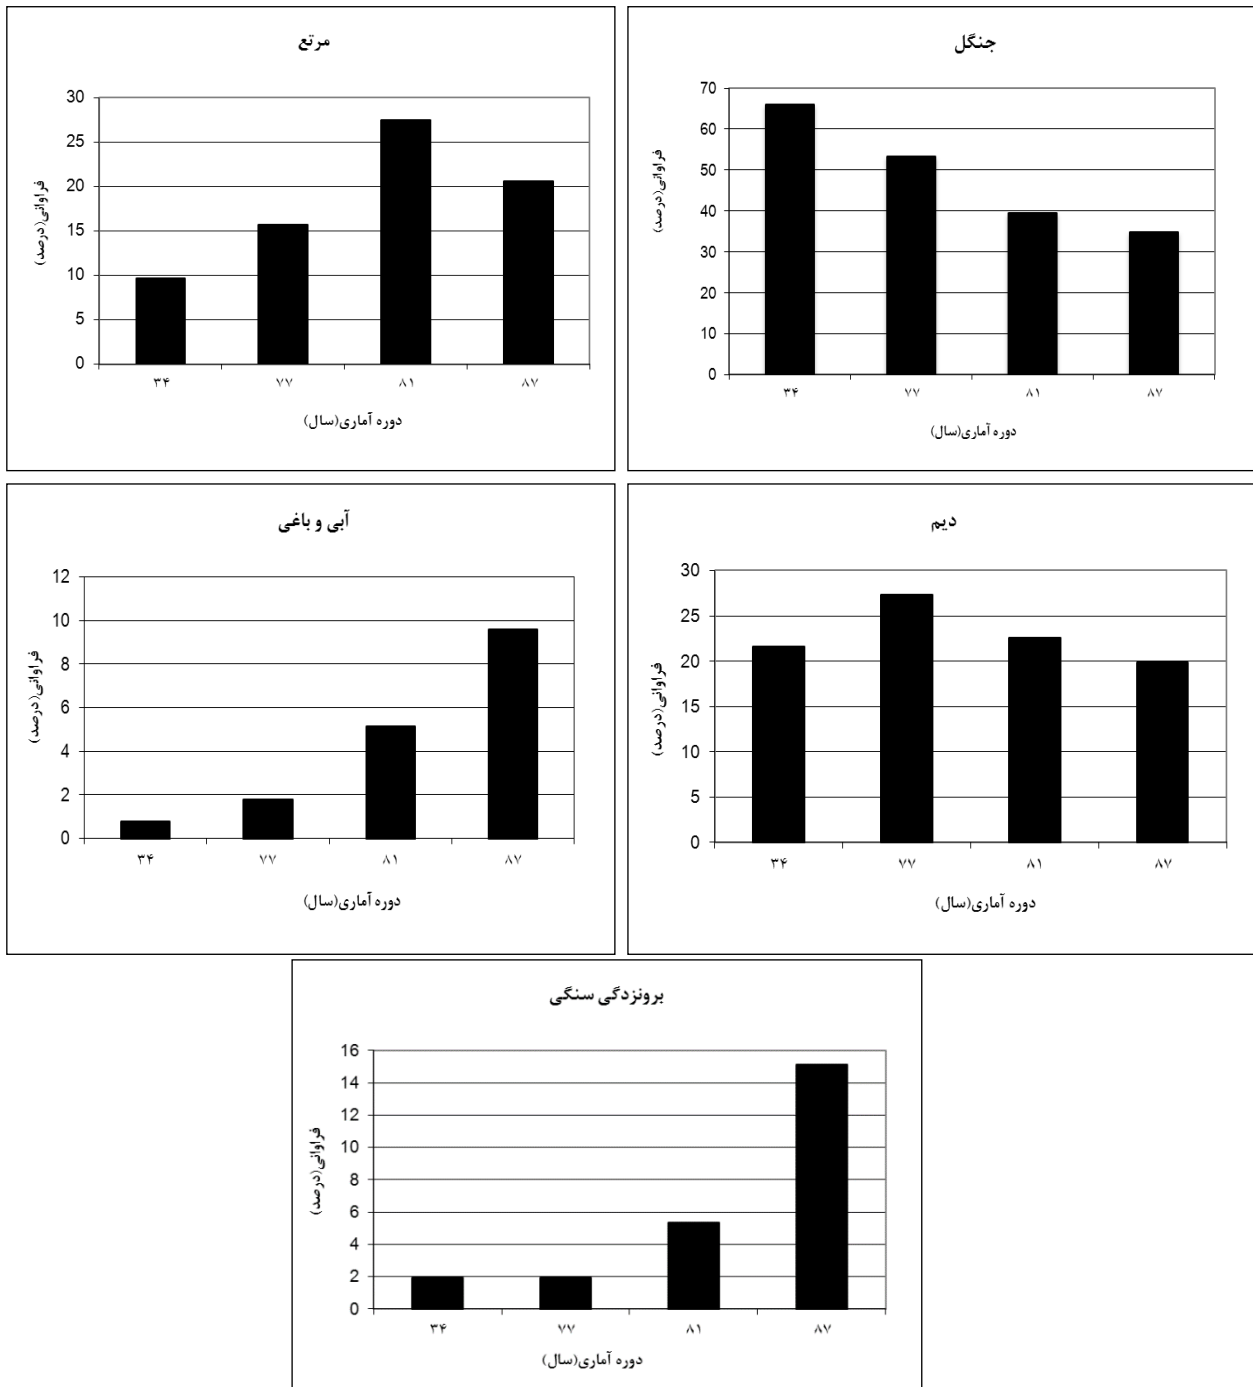 جنگل
فراوانی(درصد)
70
60
50
40
30
20
10
0
۳۴ ۷۷ ۸۱ ۸۷
دوره آماری(سال)
مرتع
فراوانی(درصد)
30
25
20
15
10
5
0
۳۴ ۷۷ ۸۱ ۸۷
دوره آماری(سال)
دیم
فراوانی(درصد)
30
25
20
15
10
5
0
۳۴ ۷۷ ۸۱ ۸۷
دوره آماری(سال)
آبی و باغی
فراوانی(درصد)
12
10
8
6
4
2
0
۳۴ ۷۷ ۸۱ ۸۷
دوره آماری(سال)
برونزدگی سنگی
فراوانی(درصد)
16
14
12
10
8
6
4
2
0
۳۴ ۷۷ ۸۱ ۸۷
دوره آماری(سال)